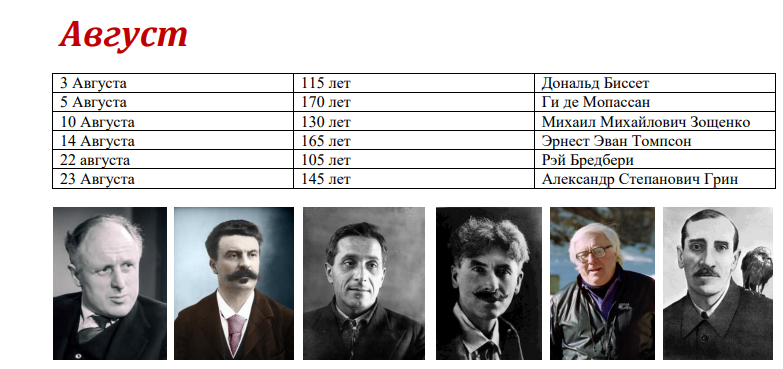 Август
3 Августа 115 лет Дональд Биссет
5 Августа 170 лет Ги де Мопассан
10 Августа 130 лет Михаил Михайлович Зощенко
14 Августа 165 лет Эрнест Эван Томпсон
22 августа 105 лет Рэй Бредбери
23 Августа 145 лет Александр Степанович Грин